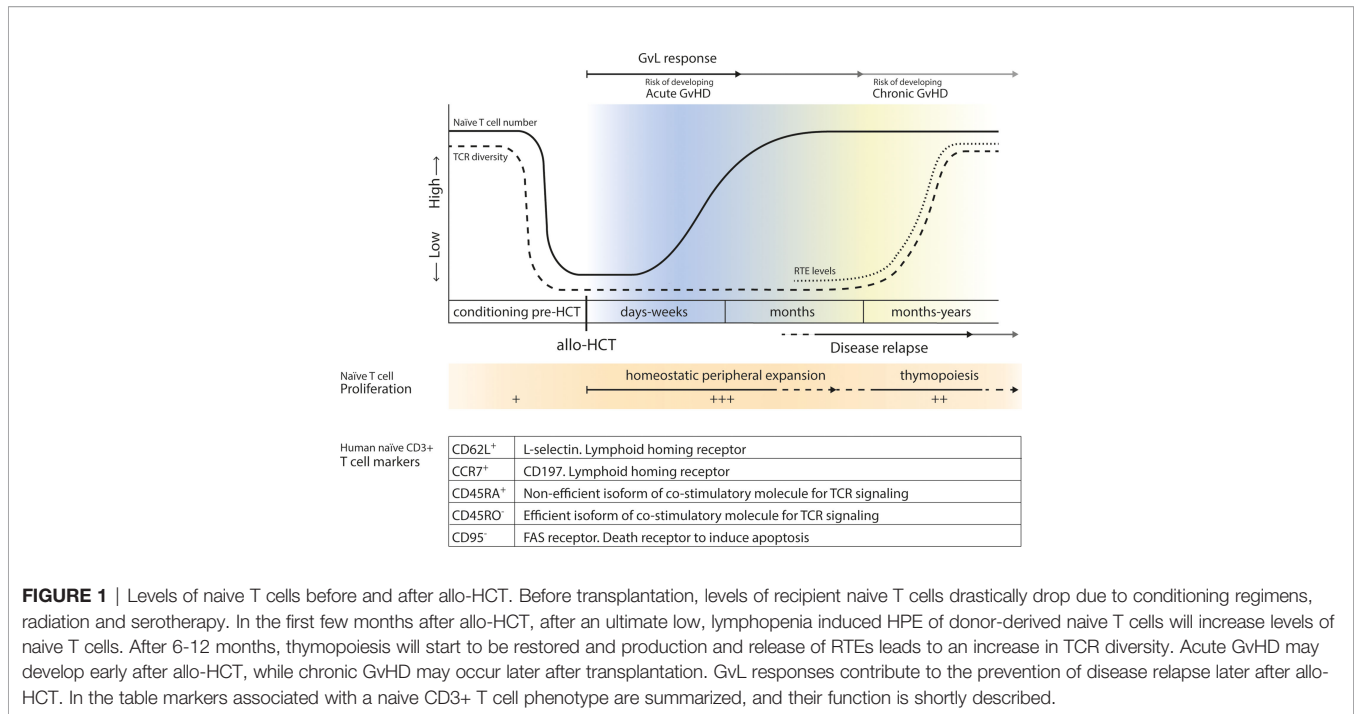 GvL response
Risk of developing
Acute GvHD
Risk of developing
Chronic GvHD
Naïve T cell number
TCR diversity
High
Low
RTE levels
conditioning pre-HCT
days-weeks
months
months-years
allo-HCT
Disease relapse
Naïve T cell
Proliferation
homeostatic peripheral expansion
thymopoiesis
+
+++
++
Human naïve CD3+
T cell markers
CD62L⁺ L-selectin. Lymphoid homing receptor
CCR7⁺ CD197. Lymphoid homing receptor
CD45RA⁺ Non-efficient isoform of co-stimulatory molecule for TCR signaling
CD45RO⁻ Efficient isoform of co-stimulatory molecule for TCR signaling
CD95⁻ FAS receptor. Death receptor to induce apoptosis
FIGURE 1 | Levels of naive T cells before and after allo-HCT. Before transplantation, levels of recipient naive T cells drastically drop due to conditioning regimens,
radiation and serotherapy. In the first few months after allo-HCT, after an ultimate low, lymphopenia induced HPE of donor-derived naive T cells will increase levels of
naive T cells. After 6-12 months, thymopoiesis will start to be restored and production and release of RTEs leads to an increase in TCR diversity. Acute GvHD may
develop early after allo-HCT, while chronic GvHD may occur later after transplantation. GvL responses contribute to the prevention of disease relapse later after allo-
HCT. In the table markers associated with a naive CD3+ T cell phenotype are summarized, and their function is shortly described.